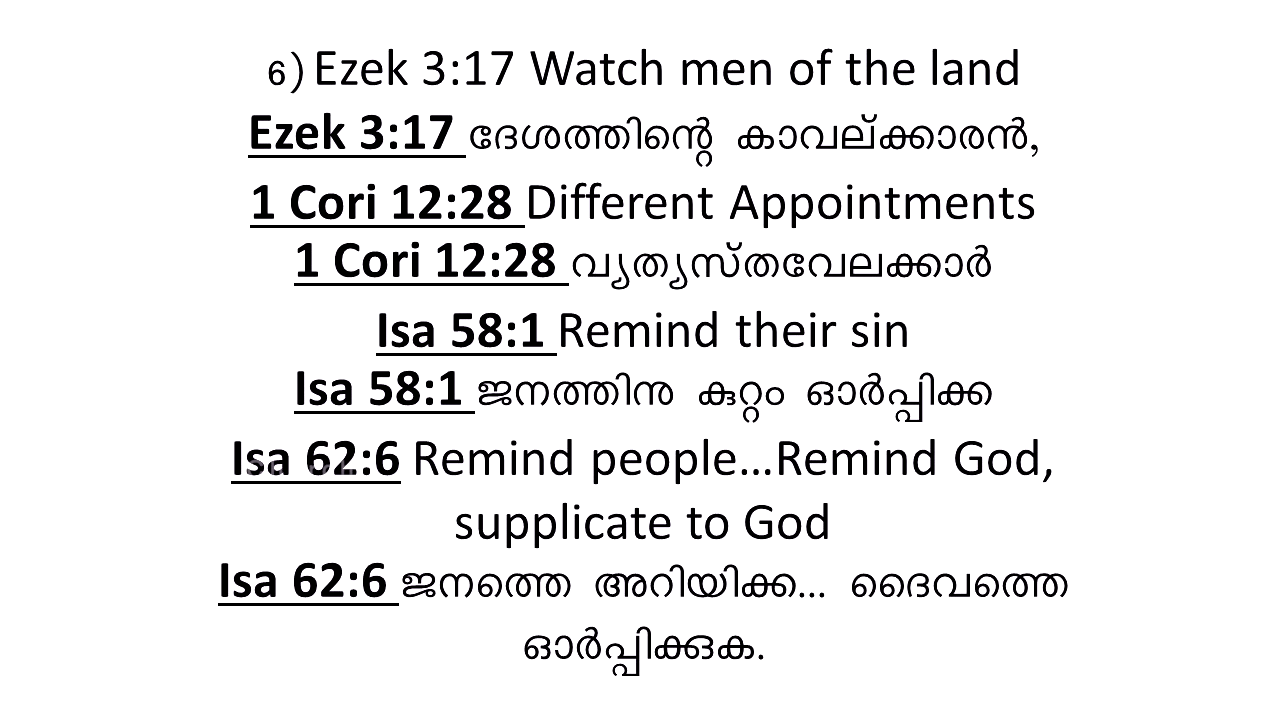 6) Ezek 3:17 Watch men of the land
Ezek 3:17 ദേശത്തിന്റെ കാവല്ക്കാരൻ,
1 Cori 12:28 Different Appointments
1 Cori 12:28 വ്യത്യസ്തവേലക്കാർ
Isa 58:1 Remind their sin
Isa 58:1 ജനത്തിനു കുറ്റം ഓർപ്പിക്ക
Isa 62:6 Remind people…Remind God,
supplicate to God
Isa 62:6 ജനത്തെ അറിയിക്ക… ദൈവത്തെ
ഓർപ്പിക്കുക.